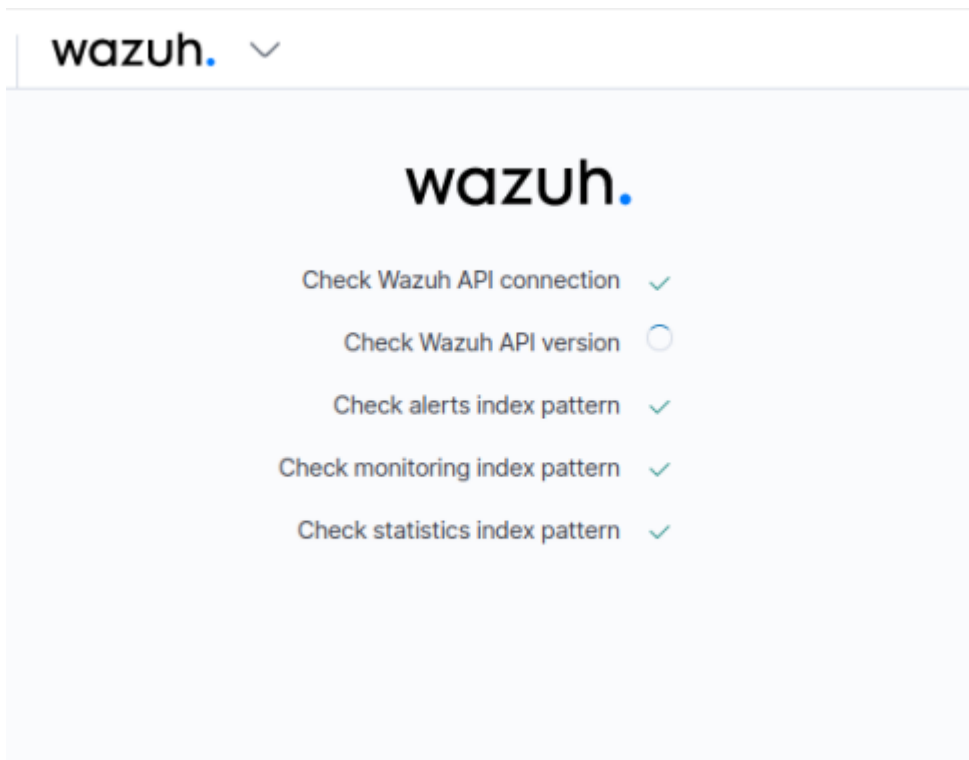 wazuh.
wazuh.
Check Wazuh API connection
Check Wazuh API version
Check alerts index pattern
Check monitoring index pattern
Check statistics index pattern